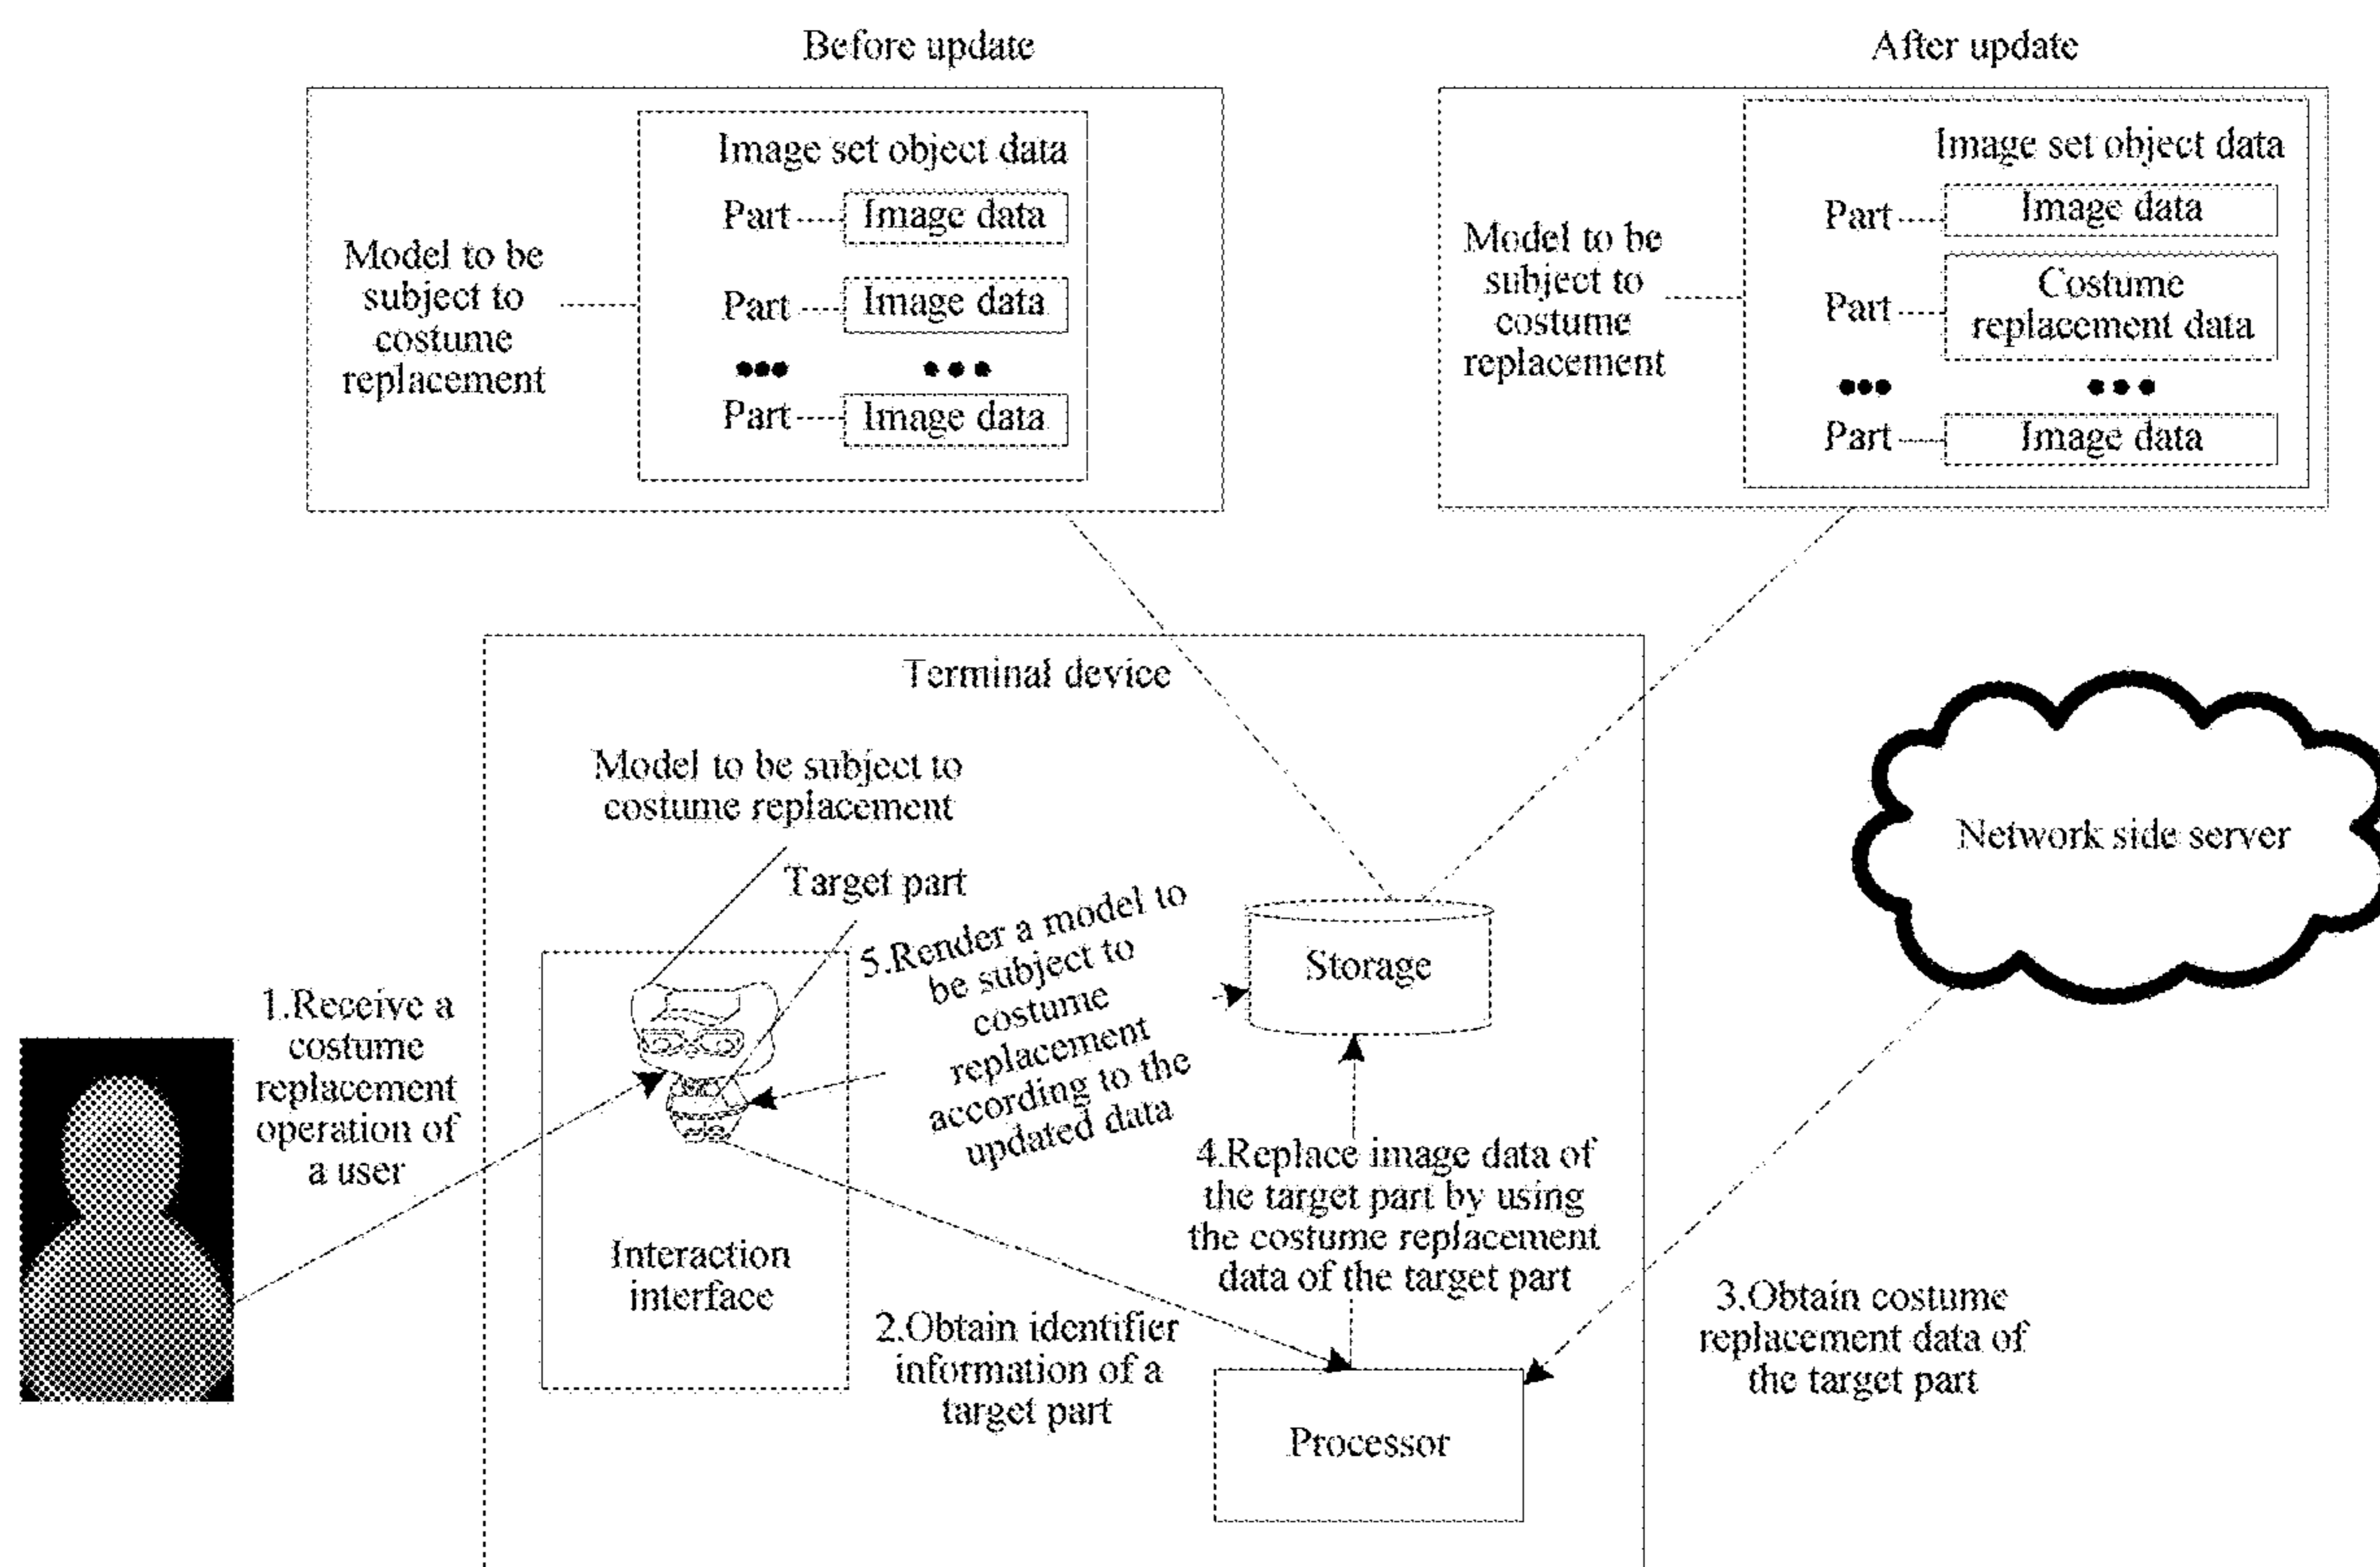 Before update
Image set object data
Part
Image data
Part
Image data
Part
Image data
Model to be
subject to
costume
replacement
After update
Image set object data
Part
Image data
Part
Costume
replacement data
Part
Image data
Model to be
subject to
costume
replacement
Terminal device
Model to be subject to
costume replacement
Target part
5.Render a model to
be subject to
costume
replacement
according to the
updated data
Storage
Network side server
1.Receive a
costume
replacement
operation of
a user
Interaction
interface
2.Obtain identifier
information of a
target part
4.Replace image data of
the target part by using
the costume replacement
data of the target part
3.Obtain costume
replacement data of
the target part
Processor